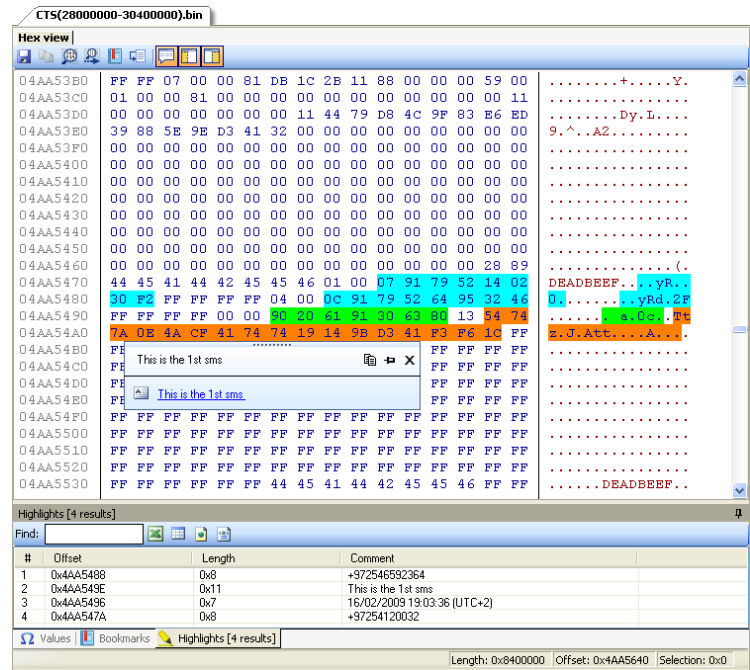 CTS(28000000-30400000).bin
Hex view
04AA53B0 FF FF 07 00 00 81 DB 1C 2B 11 88 00 00 00 59 00 ........+.....Y.
04AA53C0 01 00 00 81 00 00 00 00 00 00 00 00 00 00 00 11 ................
04AA53D0 00 00 00 00 00 00 11 44 79 D8 4C 9F 83 E6 ED .......Dy.L....
04AA53E0 39 88 5E 9E D3 41 32 00 00 00 00 00 00 00 00 00 9.^..A2.........
04AA53F0 00 00 00 00 00 00 00 00 00 00 00 00 00 00 00 00 ................
04AA5400 00 00 00 00 00 00 00 00 00 00 00 00 00 00 00 00 ................
04AA5410 00 00 00 00 00 00 00 00 00 00 00 00 00 00 00 00 ................
04AA5420 00 00 00 00 00 00 00 00 00 00 00 00 00 00 00 00 ................
04AA5430 00 00 00 00 00 00 00 00 00 00 00 00 00 00 00 00 ................
04AA5440 00 00 00 00 00 00 00 00 00 00 00 00 00 00 00 00 ................
04AA5450 00 00 00 00 00 00 00 00 00 00 00 00 00 00 00 00 ................
04AA5460 00 00 00 00 00 00 00 00 00 00 00 00 00 00 28 89 ..............(.
04AA5470 44 45 41 44 42 45 45 46 01 00 07 91 79 52 14 02 DEADBEEF....yR..
04AA5480 30 F2 FF FF FF FF 04 00 0C 91 79 52 64 95 32 46 0.........yRd.2F
04AA5490 FF FF FF FF 00 00 90 20 61 91 30 63 80 13 54 74 ....... a.0c..Tt
04AA54A0 7A 0E 4A CF 41 74 74 19 14 9B D3 41 F3 F6 1C FF z.J.Att....A....
04AA54B0 FF FF FF FF FF ................
This is the 1st sms
04AA54C0 FF FF FF FF FF ................
04AA54D0 FF FF FF FF FF ................
04AA54E0 FF FF FF FF FF ................
This is the 1st sms
04AA54F0 FF FF FF FF FF FF FF FF FF FF FF FF FF FF FF FF ................
04AA5500 FF FF FF FF FF FF FF FF FF FF FF FF FF FF FF FF ................
04AA5510 FF FF FF FF FF FF FF FF FF FF FF FF FF FF FF FF ................
04AA5520 FF FF FF FF FF FF FF FF FF FF FF FF FF FF FF FF ................
04AA5530 FF FF FF FF FF FF 44 45 41 44 42 45 45 46 FF FF ......DEADBEEF..
Highlights [4 results]
Find:
# Offset Length Comment
1 0x4AA5488 0x8 +972546592364
2 0x4AA549E 0x11 This is the 1st sms
3 0x4AA5496 0x7 16/02/2009 19:03:36 (UTC+2)
4 0x4AA547A 0x8 +97254120032
Values Bookmarks Highlights [4 results]
Length: 0x8400000 Offset: 0x4AA5640 Selection: 0x0